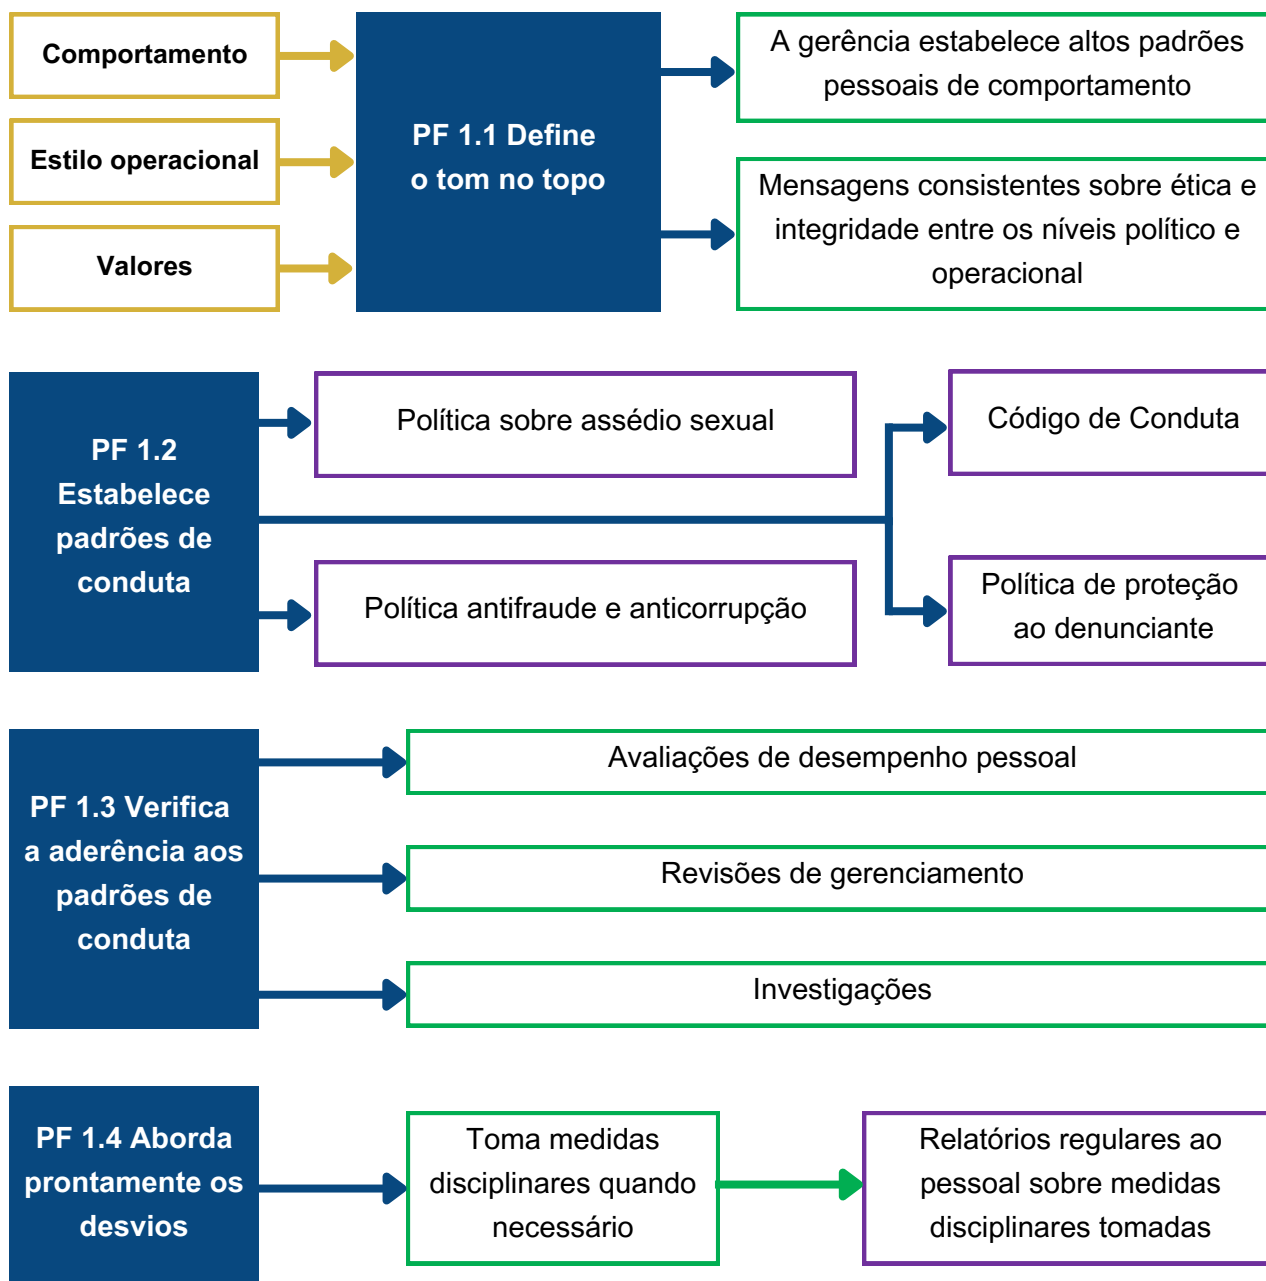 Comportamento
Estilo operacional
Valores
PF 1.1 Define
o tom no topo
A gerência estabelece altos padrões
pessoais de comportamento
Mensagens consistentes sobre ética e
integridade entre os níveis político e
operacional
PF 1.2
Estabelece
padrões de
conduta
Política sobre assédio sexual
Política antifraude e anticorrupção
Código de Conduta
Política de proteção
ao denunciante
PF 1.3 Verifica
a aderência aos
padrões de
conduta
Avaliações de desempenho pessoal
Revisões de gerenciamento
Investigações
PF 1.4 Aborda
prontamente os
desvios
Toma medidas
disciplinares quando
necessário
Relatórios regulares ao
pessoal sobre medidas
disciplinares tomadas